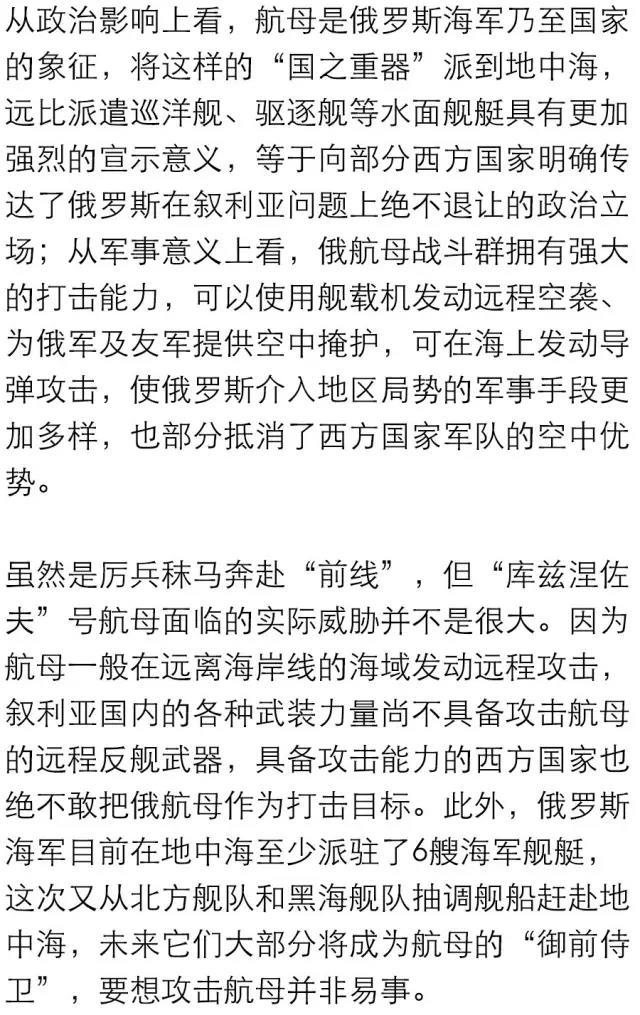 从政治影响上看，航母是俄罗斯海军乃至国家
的象征，将这样的“国之重器”派到地中海，
远比派遣巡洋舰、驱逐舰等水面舰艇具有更加
强烈的宣示意义，等于向部分西方国家明确传
达了俄罗斯在叙利亚问题上绝不退让的政治立
场；从军事意义上看，俄航母战斗群拥有强大
的打击能力，可以使用舰载机发动远程空袭、
为俄军及友军提供空中掩护，可在海上发动导
弹攻击，使俄罗斯介入地区局势的军事手段更
加多样，也部分抵消了西方国家军队的空中优
势。
虽然是厉兵秣马奔赴“前线”，但“库兹涅佐
夫”号航母面临的实际威胁并不是很大。因为
航母一般在远离海岸线的海域发动远程攻击，
叙利亚国内的各种武装力量尚不具备攻击航母
的远程反舰武器，具备攻击能力的西方国家也
绝不敢把俄航母作为打击目标。此外，俄罗斯
海军目前在地中海至少派驻了6艘海军舰艇，
这次又从北方舰队和黑海舰队抽调舰船赶赴地
中海，未来它们大部分将成为航母的“御前侍
卫”，要想攻击航母并非易事。